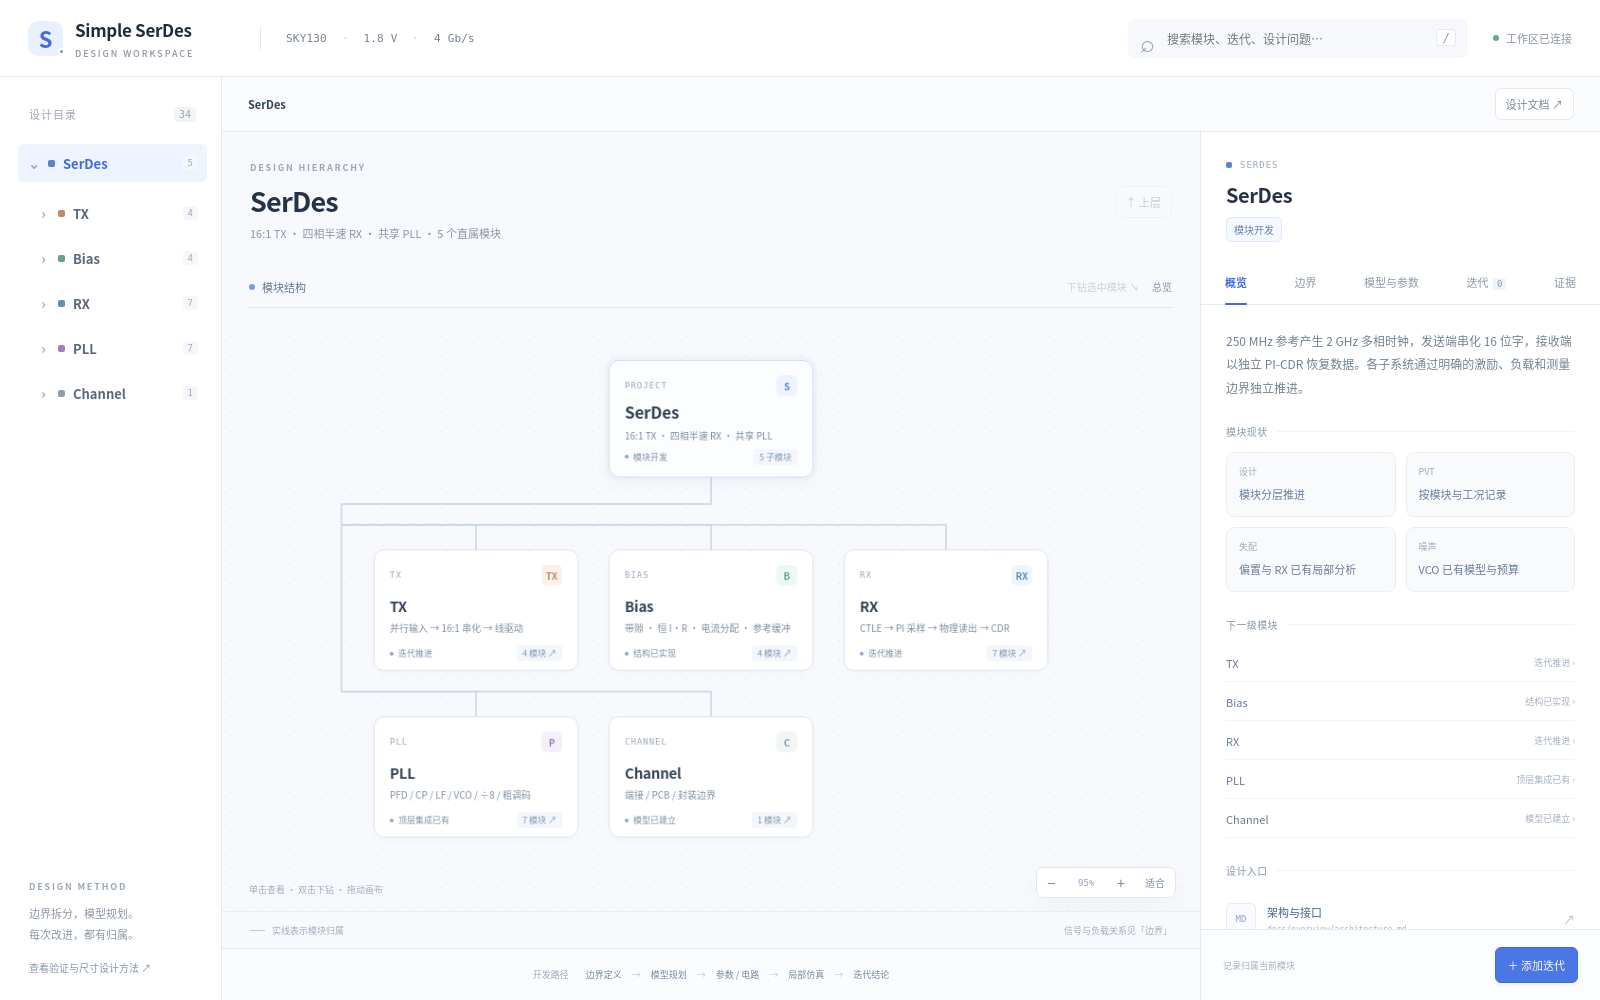 S
Simple SerDes
DESIGN WORKSPACE
SKY130 · 1.8 V · 4 Gb/s
搜索模块、迭代、设计问题…
/
工作区已连接
设计目录 34
SerDes 5
TX 4
Bias 4
RX 7
PLL 7
Channel 1
DESIGN METHOD
边界拆分，模型规划。
每次改进，都有归属。
查看验证与尺寸设计方法 ↗
SerDes
设计文档 ↗
DESIGN HIERARCHY
SerDes
↑ 上层
16:1 TX · 四相半速 RX · 共享 PLL · 5 个直属模块
模块结构
下钻选中模块 ↘ 总览
PROJECT S
SerDes
16:1 TX · 四相半速 RX · 共享 PLL
模块开发 5 子模块
TX TX
TX
并行输入 → 16:1 串化 → 线驱动
迭代推进 4 模块 ↗
BIAS B
Bias
带隙 · 恒 I·R · 电流分配 · 参考缓冲
结构已实现 4 模块 ↗
RX RX
RX
CTLE → PI 采样 → 物理读出 → CDR
迭代推进 7 模块 ↗
PLL P
PLL
PFD / CP / LF / VCO / ÷8 / 粗调码
顶层集成已有 7 模块 ↗
CHANNEL C
Channel
端接 / PCB / 封装边界
模型已建立 1 模块 ↗
单击查看 · 双击下钻 · 拖动画布
− 95% + 适合
实线表示模块归属
信号与负载关系见「边界」
开发路径 边界定义 → 模型规划 → 参数 / 电路 → 局部仿真 → 迭代结论
SERDES
SerDes
模块开发
概览 边界 模型与参数 迭代 0 证据
250 MHz 参考产生 2 GHz 多相时钟，发送端串化 16 位字，接收端
以独立 PI-CDR 恢复数据。各子系统通过明确的激励、负载和测量
边界独立推进。
模块现状
设计
模块分层推进
PVT
按模块与工况记录
失配
偏置与 RX 已有局部分析
噪声
VCO 已有模型与预算
下一级模块
TX 迭代推进 ›
Bias 结构已实现 ›
RX 迭代推进 ›
PLL 顶层集成已有 ›
Channel 模型已建立 ›
设计入口
MD
架构与接口
↗
docs/overview/architecture.md
记录归属当前模块
＋ 添加迭代